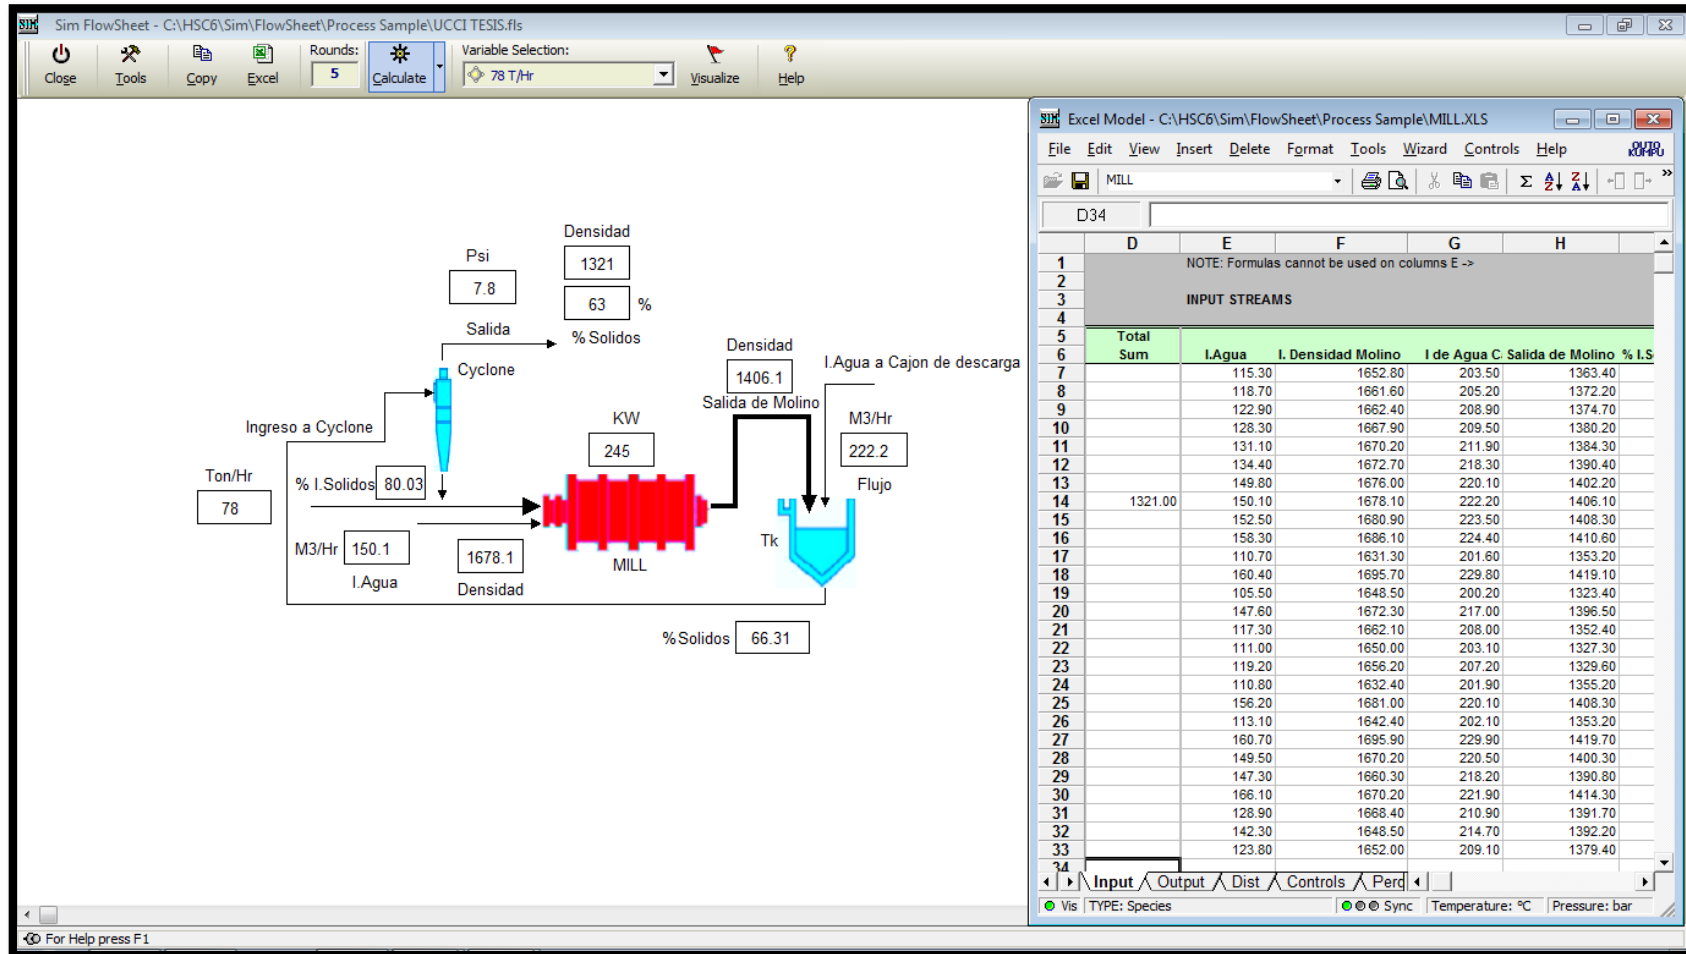 Sim FlowSheet - C:\HSC6\Sim\FlowSheet\Process Sample\UCCI TESIS.fls
Close
Tools
Copy
Excel
Rounds:
5
Calculate
Variable Selection:
78 T/Hr
Visualize
Help
Densidad
1321
Psi
7.8
63 %
% Solidos
Salida
Cyclone
Densidad
1406.1
Salida de Molino
I.Agua a Cajon de descarga
Ingreso a Cyclone
KW
245
M3/Hr
222.2
Flujo
Ton/Hr
78
% I.Solidos 80.03
M3/Hr 150.1
I.Agua
1678.1
Densidad
MILL
Tk
% Solidos 66.31
Excel Model - C:\HSC6\Sim\FlowSheet\Process Sample\MILL.XLS
File Edit View Insert Delete Format Tools Wizard Controls Help
OUTO
KUMPU
MILL
D34
D E F G H
1 NOTE: Formulas cannot be used on columns E ->
2
3 INPUT STREAMS
4
5 Total
6 Sum I.Agua I. Densidad Molino I de Agua C. Salida de Molino % I.S
7 115.30 1652.80 203.50 1363.40
8 118.70 1661.60 205.20 1372.20
9 122.90 1662.40 208.90 1374.70
10 128.30 1667.90 209.50 1380.20
11 131.10 1670.20 211.90 1384.30
12 134.40 1672.70 218.30 1390.40
13 149.80 1676.00 220.10 1402.20
14 1321.00 150.10 1678.10 222.20 1406.10
15 152.50 1680.90 223.50 1408.30
16 158.30 1686.10 224.40 1410.60
17 110.70 1631.30 201.60 1353.20
18 160.40 1695.70 229.80 1419.10
19 105.50 1648.50 200.20 1323.40
20 147.60 1672.30 217.00 1396.50
21 117.30 1662.10 208.00 1352.40
22 111.00 1650.00 203.10 1327.30
23 119.20 1656.20 207.20 1329.60
24 110.80 1632.40 201.90 1355.20
25 156.20 1681.00 220.10 1408.30
26 113.10 1642.40 202.10 1353.20
27 160.70 1695.90 229.90 1419.70
28 149.50 1670.20 220.50 1400.30
29 147.30 1660.30 218.20 1390.80
30 166.10 1670.20 221.90 1414.30
31 128.90 1668.40 210.90 1391.70
32 142.30 1648.50 214.70 1392.20
33 123.80 1652.00 209.10 1379.40
34
Input Output Dist Controls Perd
Vis TYPE: Species Sync Temperature: ºC Pressure: bar
For Help press F1